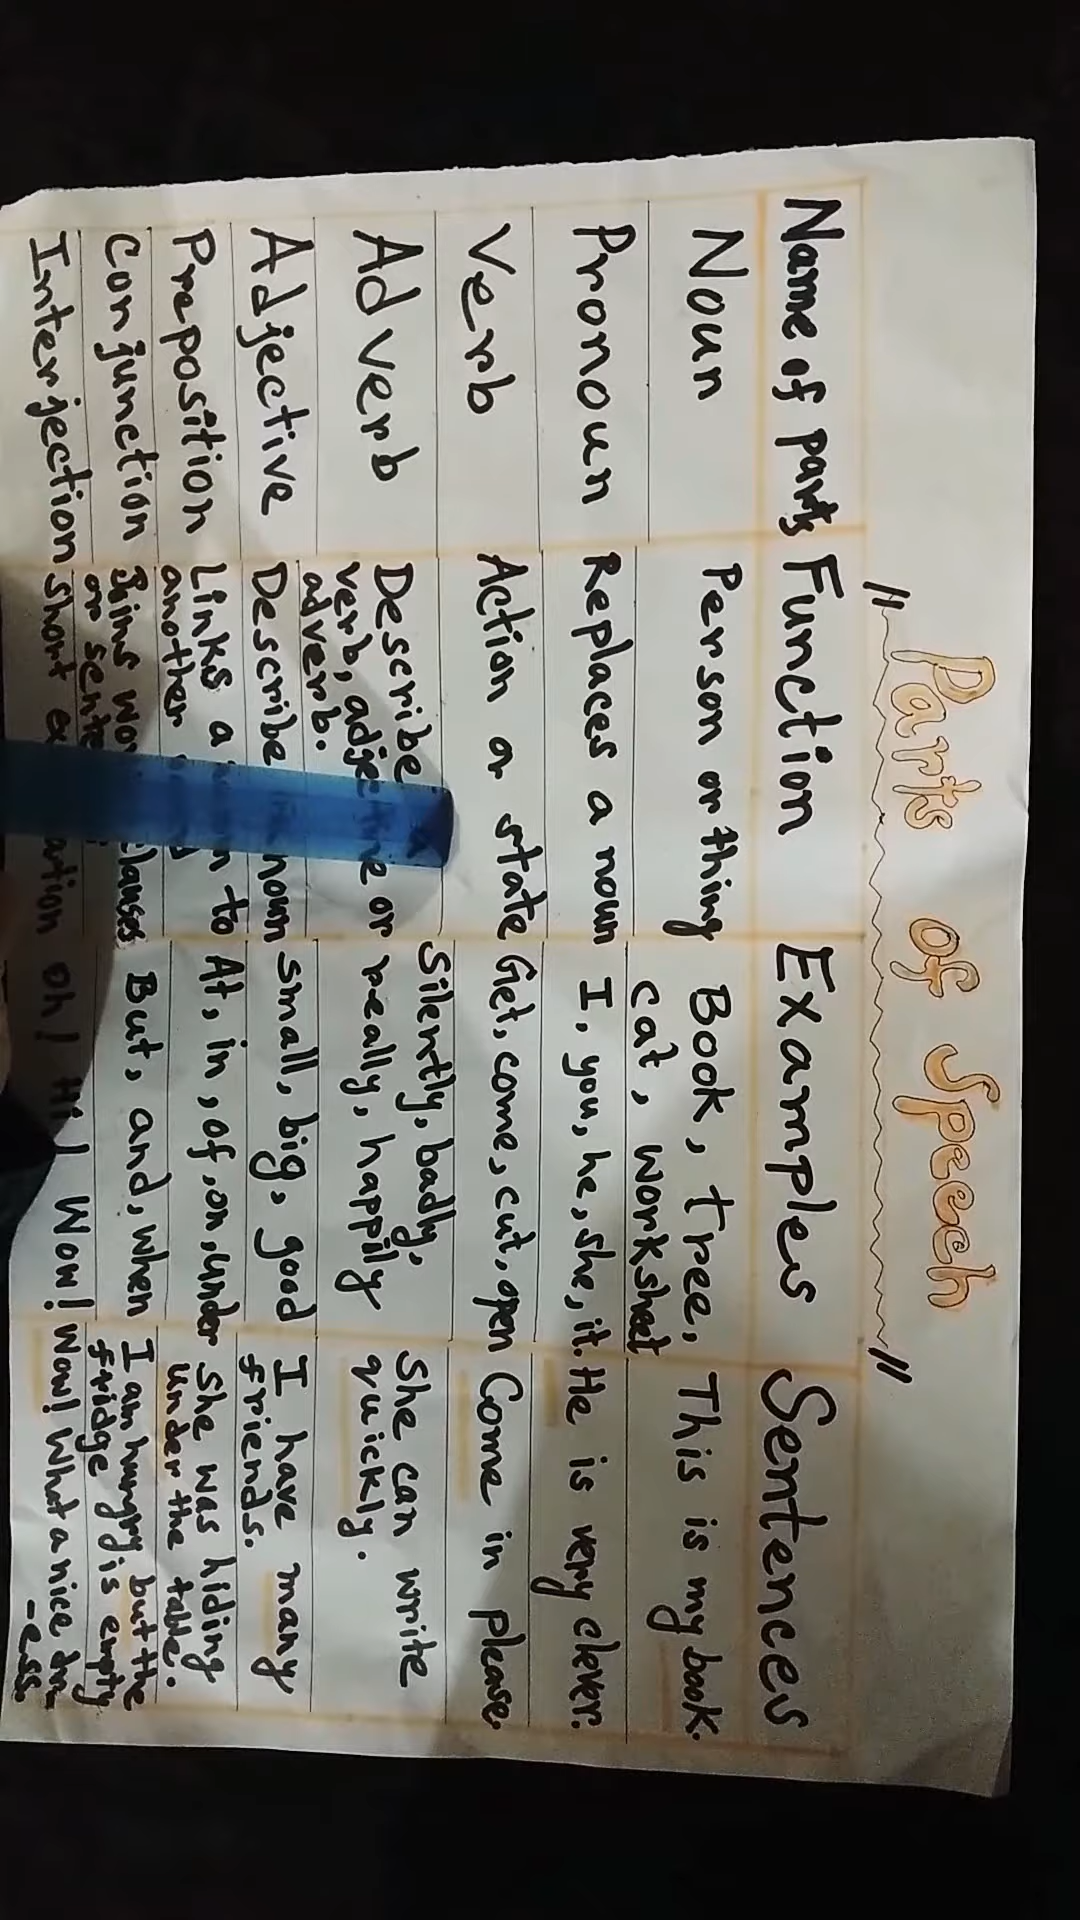 "Parts of Speech"
Name of parts Function Examples Sentences
Noun Person or thing Book, tree, This is my book.
cat, worksheet
Pronoun Replaces a noun I, you, he, she, it. He is very clever.
Verb Action or state Get, come, cut, open Come in please.
Adverb Describe a Silently, badly, She can write
verb, adjective or really, happily quickly.
adverb.
Adjective Describe noun small, big, good I have many
friends.
Preposition Links a to At, in, of, on, under She was hiding
another under the table.
Conjunction Joins clauses But, and, when I am hungry but the
or fridge is empty
Interjection Short oh! Hi! Wow! Wow! What a nice dr-
-ess.